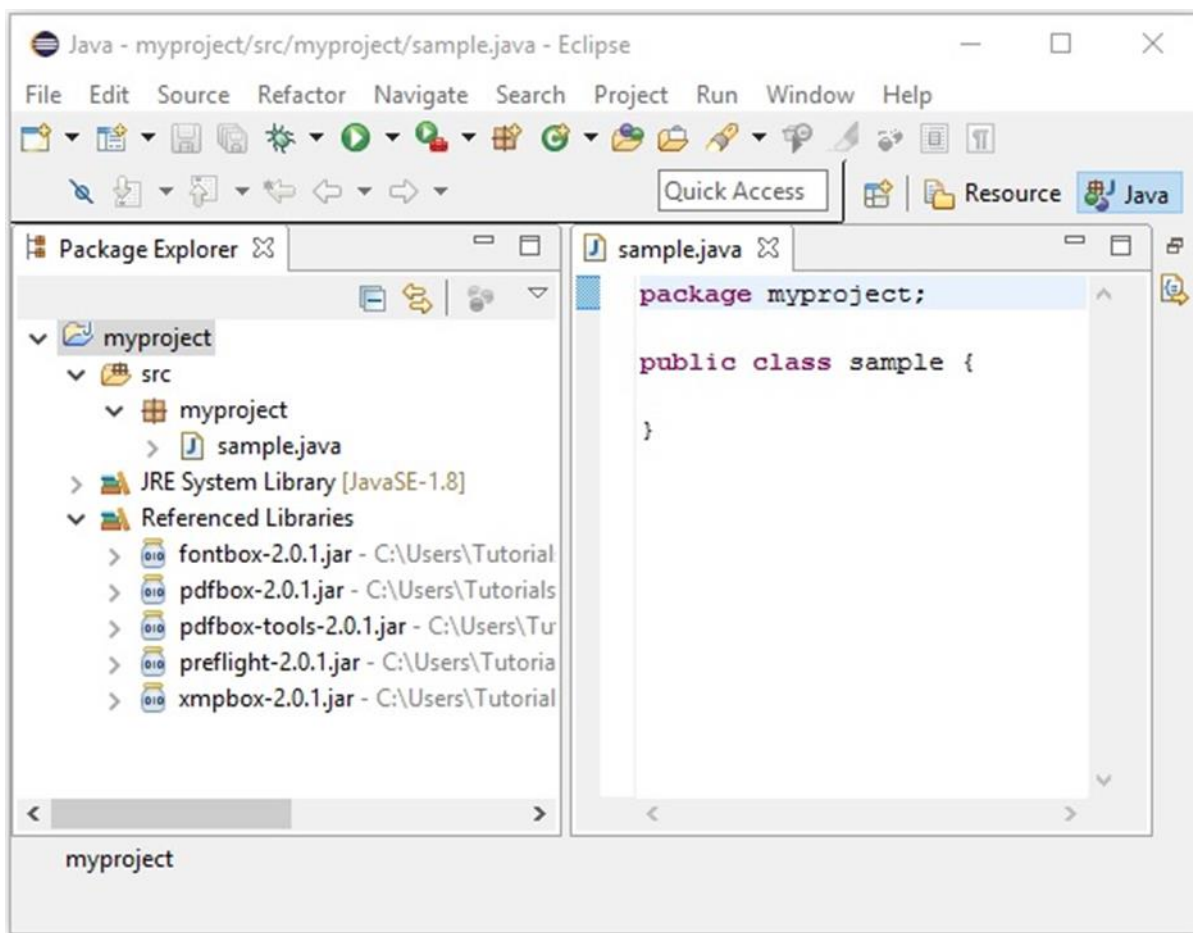 Java - myproject/src/myproject/sample.java - Eclipse
File Edit Source Refactor Navigate Search Project Run Window Help
Quick Access
Resource
Java
Package Explorer
myproject
src
myproject
sample.java
JRE System Library [JavaSE-1.8]
Referenced Libraries
fontbox-2.0.1.jar - C:\Users\Tutorial
pdfbox-2.0.1.jar - C:\Users\Tutorials
pdfbox-tools-2.0.1.jar - C:\Users\Tu
preflight-2.0.1.jar - C:\Users\Tutoria
xmpbox-2.0.1.jar - C:\Users\Tutorial
sample.java
package myproject;
public class sample {
}
myproject